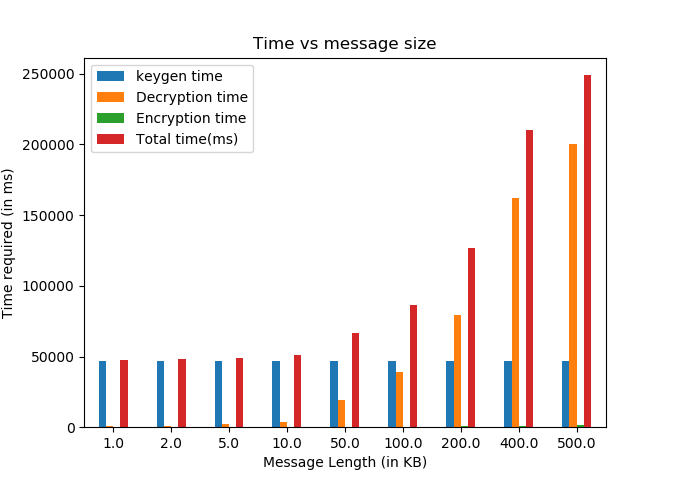 Time vs message size
keygen time
Decryption time
Encryption time
Total time(ms)
Time required (in ms)
250000
200000
150000
100000
50000
0
1.0 2.0 5.0 10.0 50.0 100.0 200.0 400.0 500.0
Message Length (in KB)